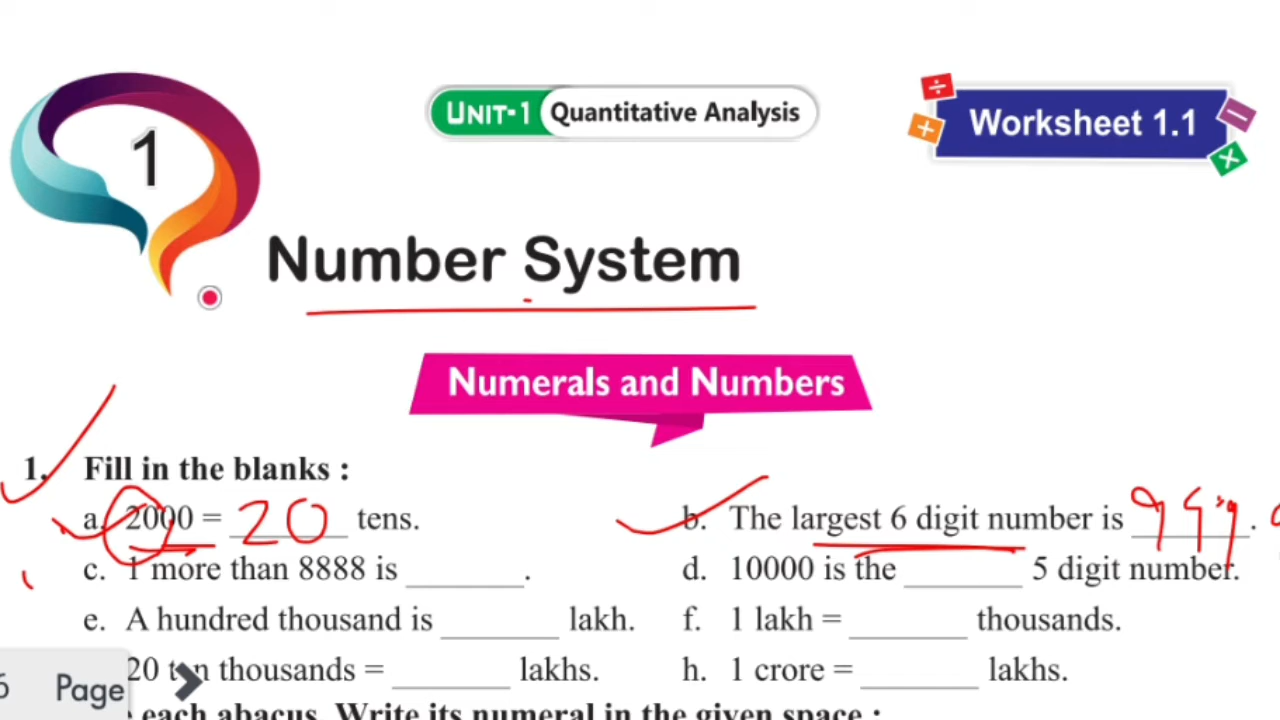 1
UNIT-1 Quantitative Analysis
÷ + Worksheet 1.1 − ×
Number System
Numerals and Numbers
1. Fill in the blanks :
a. 2000 = 20 tens.
b. The largest 6 digit number is 999.
c. 1 more than 8888 is ________.
d. 10000 is the ________ 5 digit number.
e. A hundred thousand is ________ lakh.
f. 1 lakh = ________ thousands.
20 ten thousands = ________ lakhs.
h. 1 crore = ________ lakhs.
6 Page
each abacus. Write its numeral in the given space :